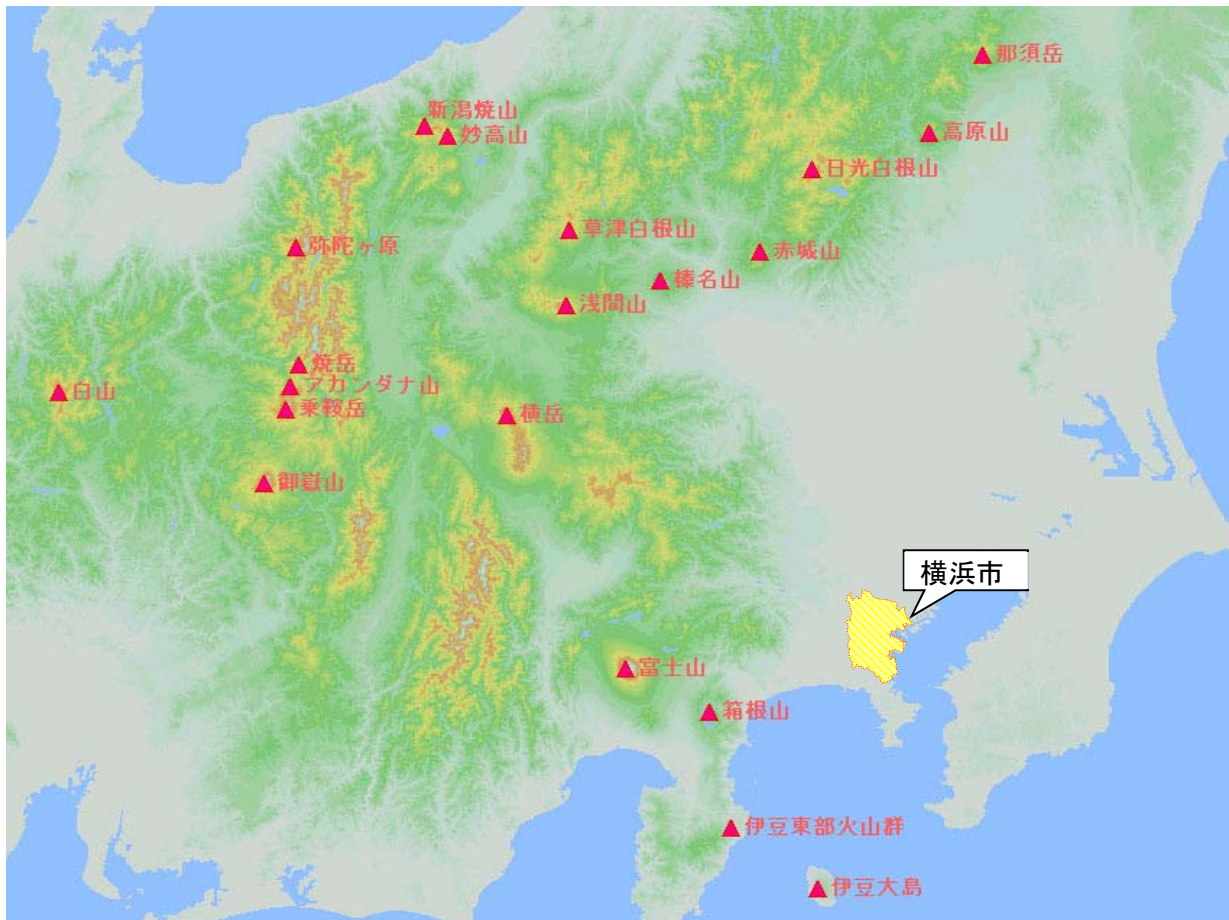 那須岳
新潟焼山
妙高山
高原山
日光白根山
草津白根山
弥陀ヶ原
赤城山
榛名山
浅間山
焼岳
アカンダナ山
白山
乗鞍岳
横岳
御嶽山
横浜市
富士山
箱根山
伊豆東部火山群
伊豆大島